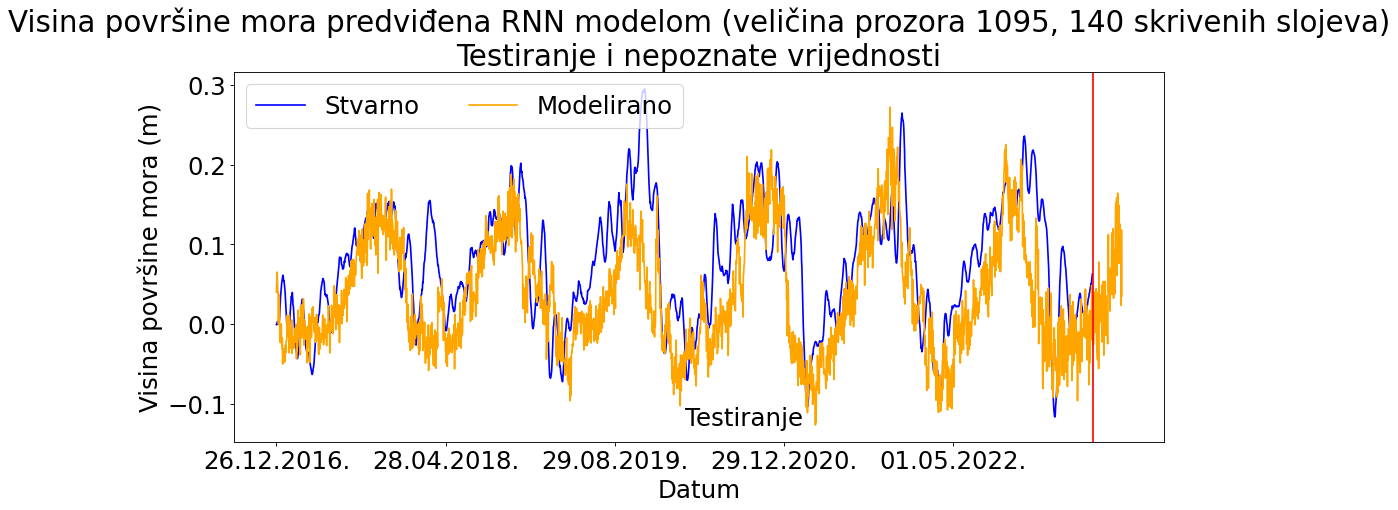 Visina površine mora predviđena RNN modelom (veličina prozora 1095, 140 skrivenih slojeva)
Testiranje i nepoznate vrijednosti
Stvarno
Modelirano
Visina površine mora (m)
0.3
0.2
0.1
0.0
−0.1
Testiranje
26.12.2016.
28.04.2018.
29.08.2019.
29.12.2020.
01.05.2022.
Datum